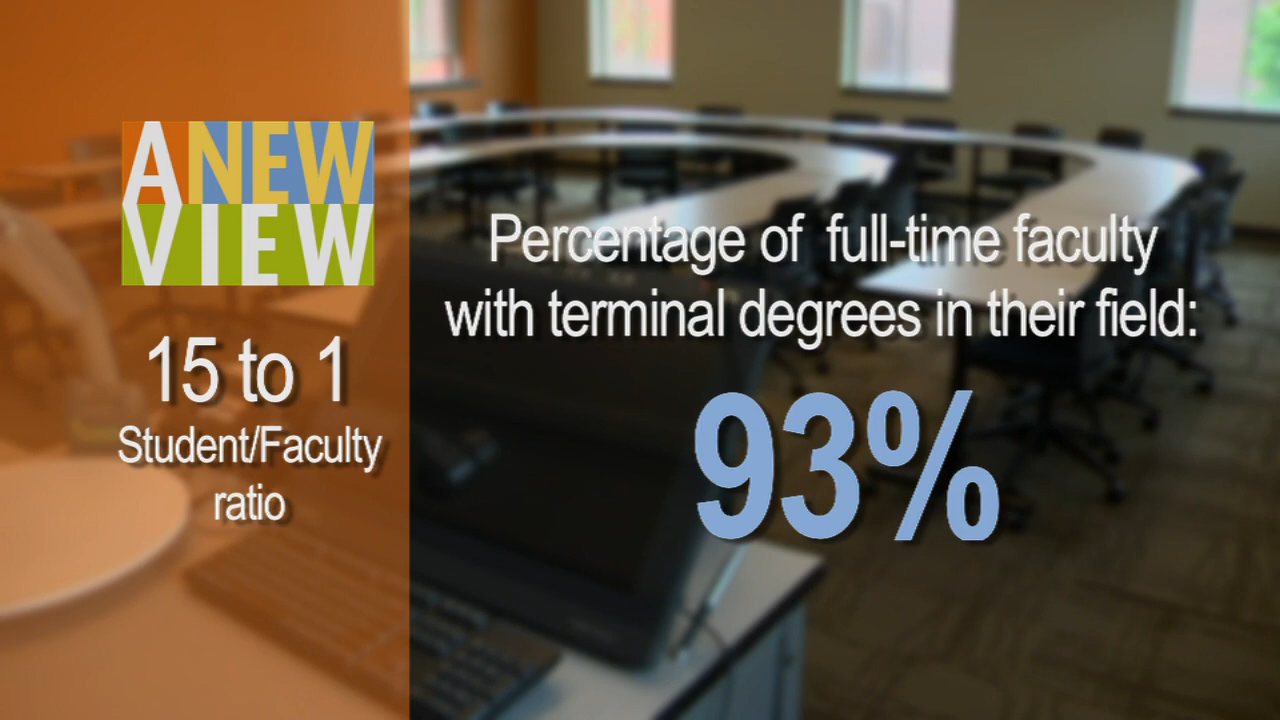 A NEW
VIEW
15 to 1
Student/Faculty
ratio
Percentage of full-time faculty
with terminal degrees in their field:
93%